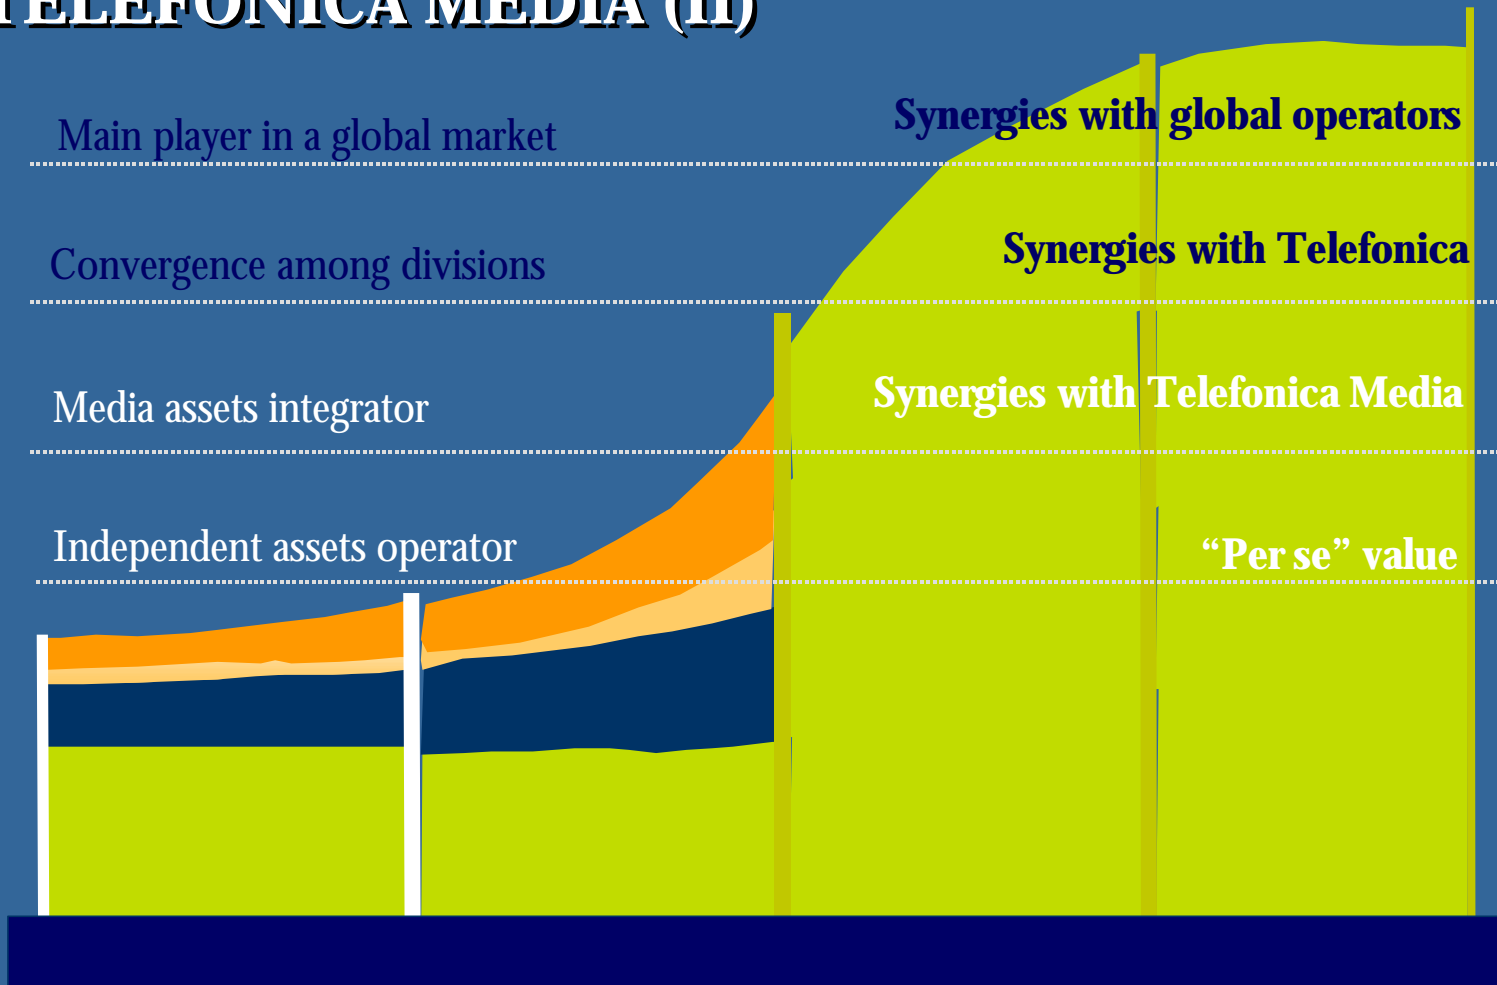 TELEFONICA MEDIA (II)
Main player in a global market
Synergies with global operators
Convergence among divisions
Synergies with Telefonica
Media assets integrator
Synergies with Telefonica Media
Independent assets operator
“Per se” value